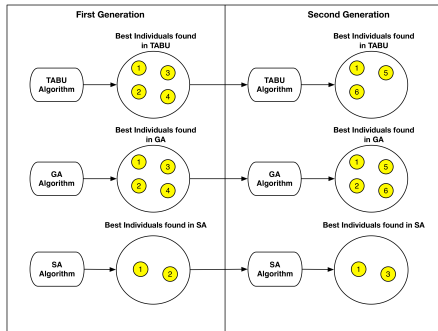 First Generation
Second Generation
Best Individuals found
in TABU
Best Individuals found
in TABU
TABU
Algorithm
1
3
2
4
TABU
Algorithm
1
5
6
Best Individuals found
in GA
Best Individuals found
in GA
GA
Algorithm
1
3
2
4
GA
Algorithm
1
5
2
6
Best Individuals found in SA
Best Individuals found in SA
SA
Algorithm
1
2
SA
Algorithm
1
3